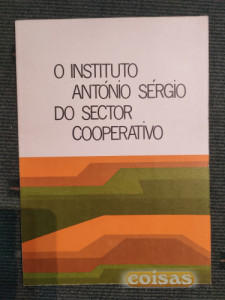 O INSTITUTO
ANTÓNIO SÉRGIO
DO SECTOR
COOPERATIVO
coisas